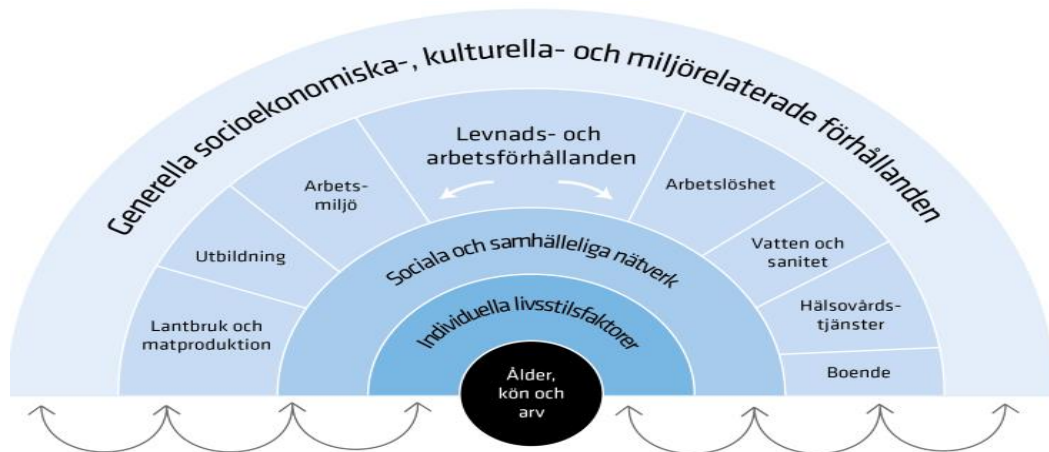 Generella socioekonomiska-, kulturella- och miljörelaterade förhållanden
Levnads- och
arbetsförhållanden
Arbets-
miljö
Arbetslöshet
Utbildning
Vatten och
sanitet
Lantbruk och
matproduktion
Hälsovårds-
tjänster
Boende
Sociala och samhälleliga nätverk
Individuella livsstilsfaktorer
Ålder,
kön och
arv